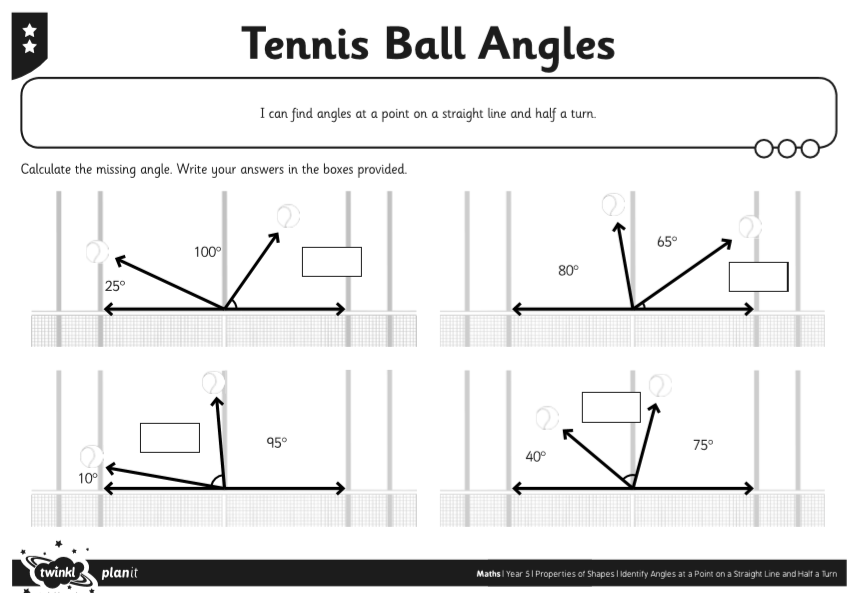 Tennis Ball Angles
I can find angles at a point on a straight line and half a turn.
Calculate the missing angle. Write your answers in the boxes provided.
100°
25°
65°
80°
95°
10°
40°
75°
twinkl planit
Maths | Year 5 | Properties of Shapes | Identify Angles at a Point on a Straight Line and Half a Turn